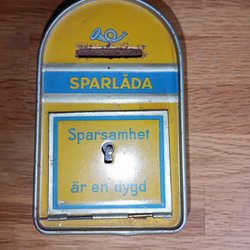 SPARLÅDA
Sparsamhet
är en dygd